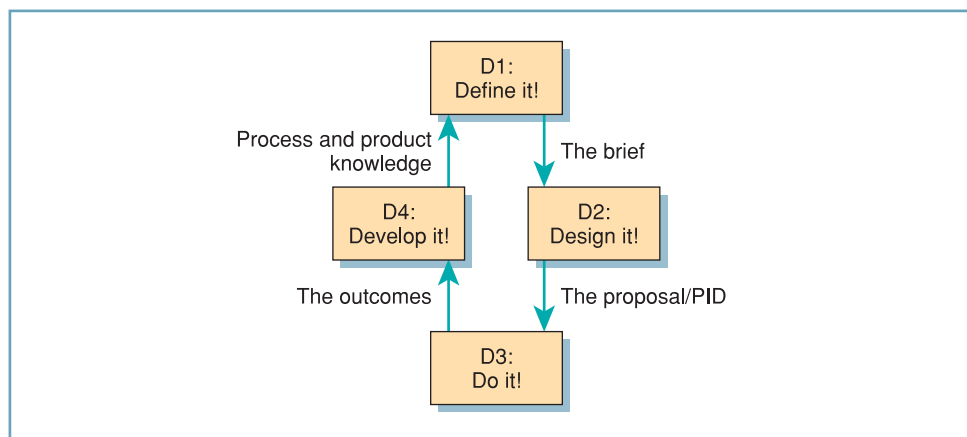 D1:
Define it!
Process and product
knowledge
The brief
D4:
Develop it!
D2:
Design it!
The outcomes
The proposal/PID
D3:
Do it!